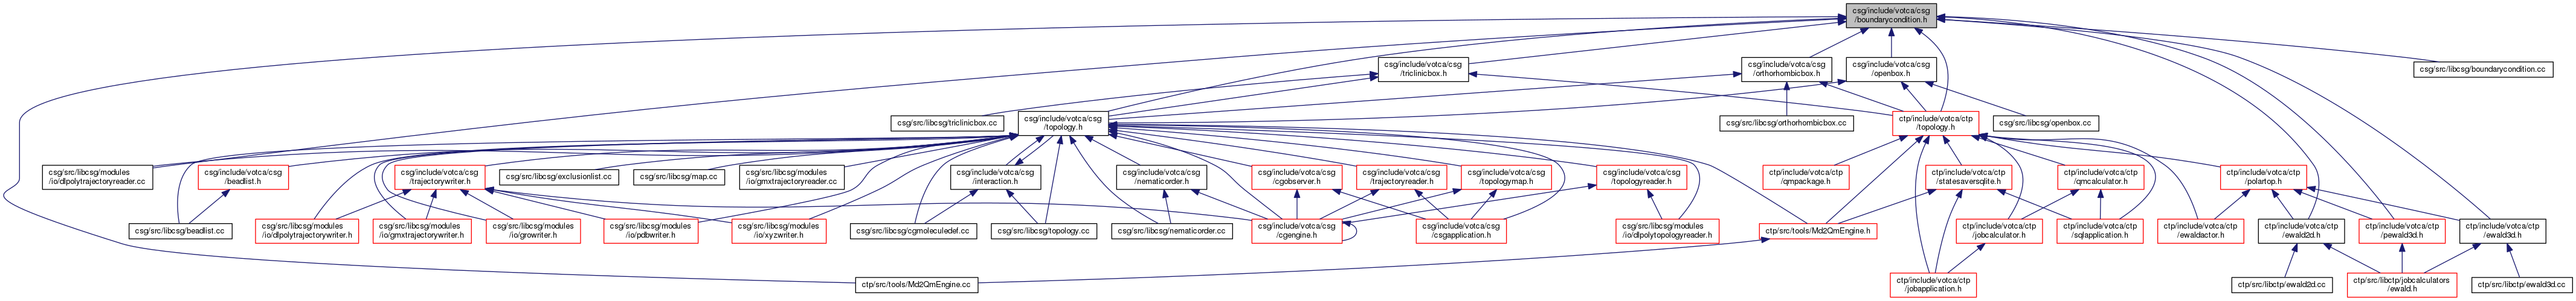 csg/include/votca/csg
/boundarycondition.h
csg/include/votca/csg
/triclinicbox.h
csg/include/votca/csg
/orthorhombicbox.h
csg/include/votca/csg
/openbox.h
csg/src/libcsg/boundarycondition.cc
csg/src/libcsg/triclinicbox.cc
csg/include/votca/csg
/topology.h
csg/src/libcsg/orthorhombicbox.cc
ctp/include/votca/ctp
/topology.h
csg/src/libcsg/openbox.cc
csg/src/libcsg/modules
/io/dlpolytrajectoryreader.cc
csg/include/votca/csg
/beadlist.h
csg/include/votca/csg
/trajectorywriter.h
csg/src/libcsg/exclusionlist.cc
csg/src/libcsg/map.cc
csg/src/libcsg/modules
/io/gmxtrajectoryreader.cc
csg/include/votca/csg
/interaction.h
csg/include/votca/csg
/nematicorder.h
csg/include/votca/csg
/cgobserver.h
csg/include/votca/csg
/trajectoryreader.h
csg/include/votca/csg
/topologymap.h
csg/include/votca/csg
/topologyreader.h
ctp/include/votca/ctp
/qmpackage.h
ctp/include/votca/ctp
/statesaversqlite.h
ctp/include/votca/ctp
/qmcalculator.h
ctp/include/votca/ctp
/polartop.h
csg/src/libcsg/beadlist.cc
csg/src/libcsg/modules
/io/dlpolytrajectorywriter.h
csg/src/libcsg/modules
/io/gmxtrajectorywriter.h
csg/src/libcsg/modules
/io/growriter.h
csg/src/libcsg/modules
/io/pdbwriter.h
csg/src/libcsg/modules
/io/xyzwriter.h
csg/src/libcsg/cgmoleculedef.cc
csg/src/libcsg/topology.cc
csg/src/libcsg/nematicorder.cc
csg/include/votca/csg
/cgengine.h
csg/include/votca/csg
/csgapplication.h
csg/src/libcsg/modules
/io/dlpolytopologyreader.h
ctp/src/tools/Md2QmEngine.h
ctp/include/votca/ctp
/jobcalculator.h
ctp/include/votca/ctp
/sqlapplication.h
ctp/include/votca/ctp
/ewaldactor.h
ctp/include/votca/ctp
/ewald2d.h
ctp/include/votca/ctp
/pewald3d.h
ctp/include/votca/ctp
/ewald3d.h
ctp/src/tools/Md2QmEngine.cc
ctp/include/votca/ctp
/jobapplication.h
ctp/src/libctp/ewald2d.cc
ctp/src/libctp/jobcalculators
/ewald.h
ctp/src/libctp/ewald3d.cc